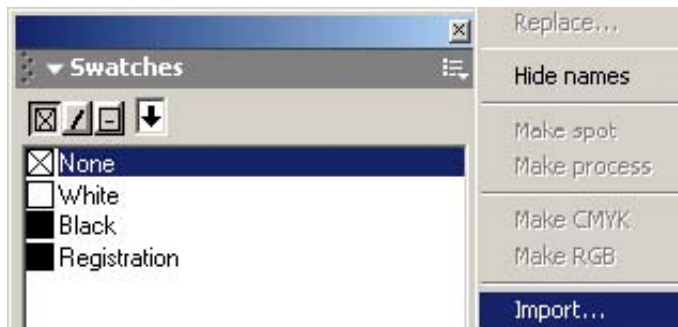 Swatches
None
White
Black
Registration
Replace...
Hide names
Make spot
Make process
Make CMYK
Make RGB
Import...